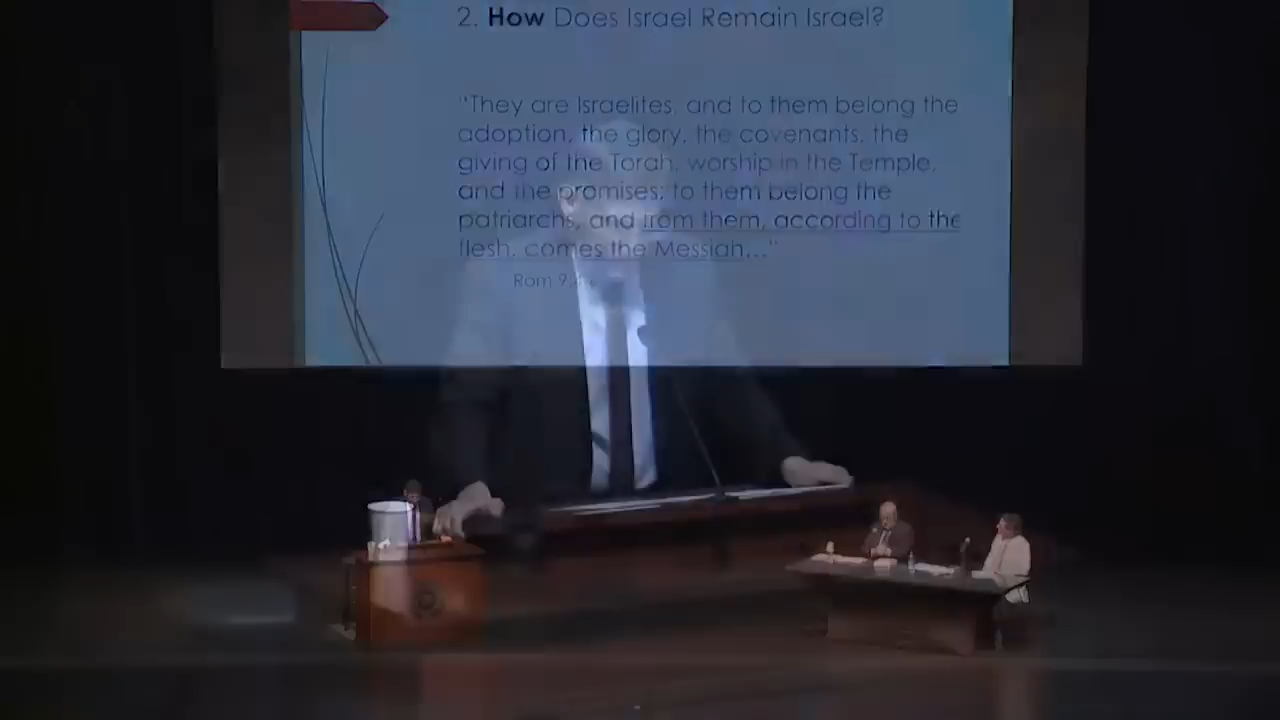 2. How Does Israel Remain Israel?
"They are Israelites, and to them belong the
adoption, the glory, the covenants, the
giving of the Torah, worship in the Temple,
and the promises; to them belong the
patriarchs, and from them, according to the
flesh, comes the Messiah..."
Rom